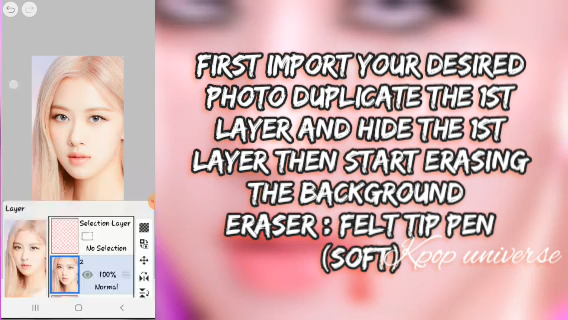 FIRST IMPORT YOUR DESIRED
PHOTO DUPLICATE THE 1ST
LAYER AND HIDE THE 1ST
LAYER THEN START ERASING
THE BACKGROUND
ERASER : FELT TIP PEN
(SOFT)
Kpop universe
Layer
Selection Layer
No Selection
2
100%
Normal